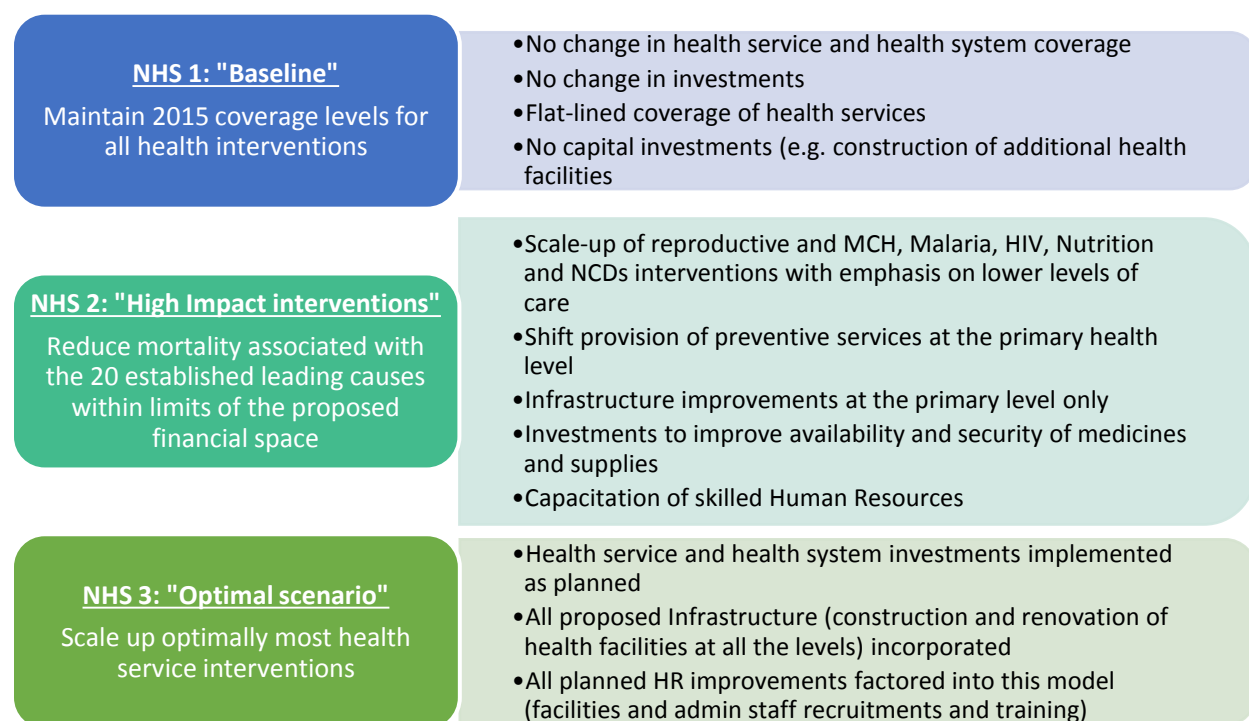 NHS 1: "Baseline"
Maintain 2015 coverage levels for
all health interventions
•No change in health service and health system coverage
•No change in investments
•Flat-lined coverage of health services
•No capital investments (e.g. construction of additional health
facilities
NHS 2: "High Impact interventions"
Reduce mortality associated with
the 20 established leading causes
within limits of the proposed
financial space
•Scale-up of reproductive and MCH, Malaria, HIV, Nutrition
and NCDs interventions with emphasis on lower levels of
care
•Shift provision of preventive services at the primary health
level
•Infrastructure improvements at the primary level only
•Investments to improve availability and security of medicines
and supplies
•Capacitation of skilled Human Resources
NHS 3: "Optimal scenario"
Scale up optimally most health
service interventions
•Health service and health system investments implemented
as planned
•All proposed Infrastructure (construction and renovation of
health facilities at all the levels) incorporated
•All planned HR improvements factored into this model
(facilities and admin staff recruitments and training)